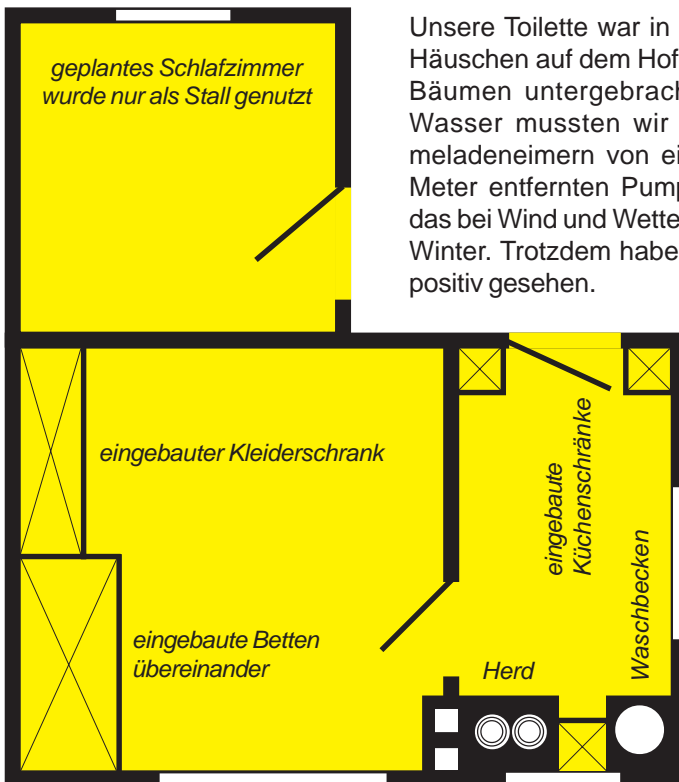 geplantes Schlafzimmer
wurde nur als Stall genutzt
Unsere Toilette war in
Häuschen auf dem Hof
Bäumen untergebrach
Wasser mussten wir
meladeneimern von ei
Meter entfernten Pump
das bei Wind und Wette
Winter. Trotzdem habe
positiv gesehen.
eingebauter Kleiderschrank
eingebaute
Küchenschränke
Waschbecken
eingebaute Betten
übereinander
Herd